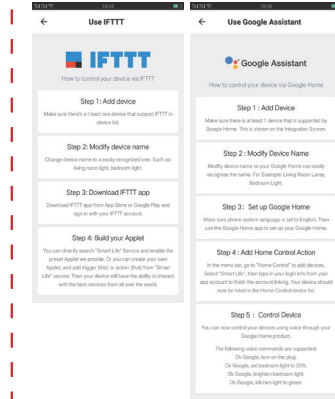 16:16
← Use IFTTT
IFTTT
How to control your device via IFTTT
Step 1: Add device
Make sure there's at least one device that support IFTTT in
device list.
Step 2: Modify device name
Change device name to a easily recognized one. Such as:
living room light, bedroom light.
Step 3: Download IFTTT app
Download IFTTT app from App Store or Google Play and
sign in with your IFTTT account.
Step 4: Build your Applet
You can directly search "Smart Life" Service and enable the
preset Applet we provide. Or you can create your own
Applet, and add bigger (this) or action (that) from "Smart
Life" service. Then your device will have the ability to interact
with the best services from all over the world.
16:16
← Use Google Assistant
Google Assistant
How to control your device via Google Home
Step 1 : Add Device
Make sure there is at least 1 device that is supported by
Google Home. This is shown on the Integration Screen.
Step 2 : Modify Device Name
Modify device name so your Google Home can easily
recognize the name. For Example: Living Room Lamp,
Bedroom Light.
Step 3: Set up Google Home
Make sure phone system language is set to English. Then
use the Google Home app to set up your Google Home.
Step 4 : Add Home Control Action
In the menu bar, go to "Home Control" to add devices.
Select "Smart Life", then type in your login info from your
app account to finish the account linking. Your device should
now be listed in the Home Control device list.
Step 5 : Control Device
You can now control your devices using voice through your
Google Home product.
The following voice commands are supported:
Ok Google, turn on the plug.
Ok Google, set bedroom light to 35%.
Ok Google, brighten bedroom light.
Ok Google, kitchen light to green.